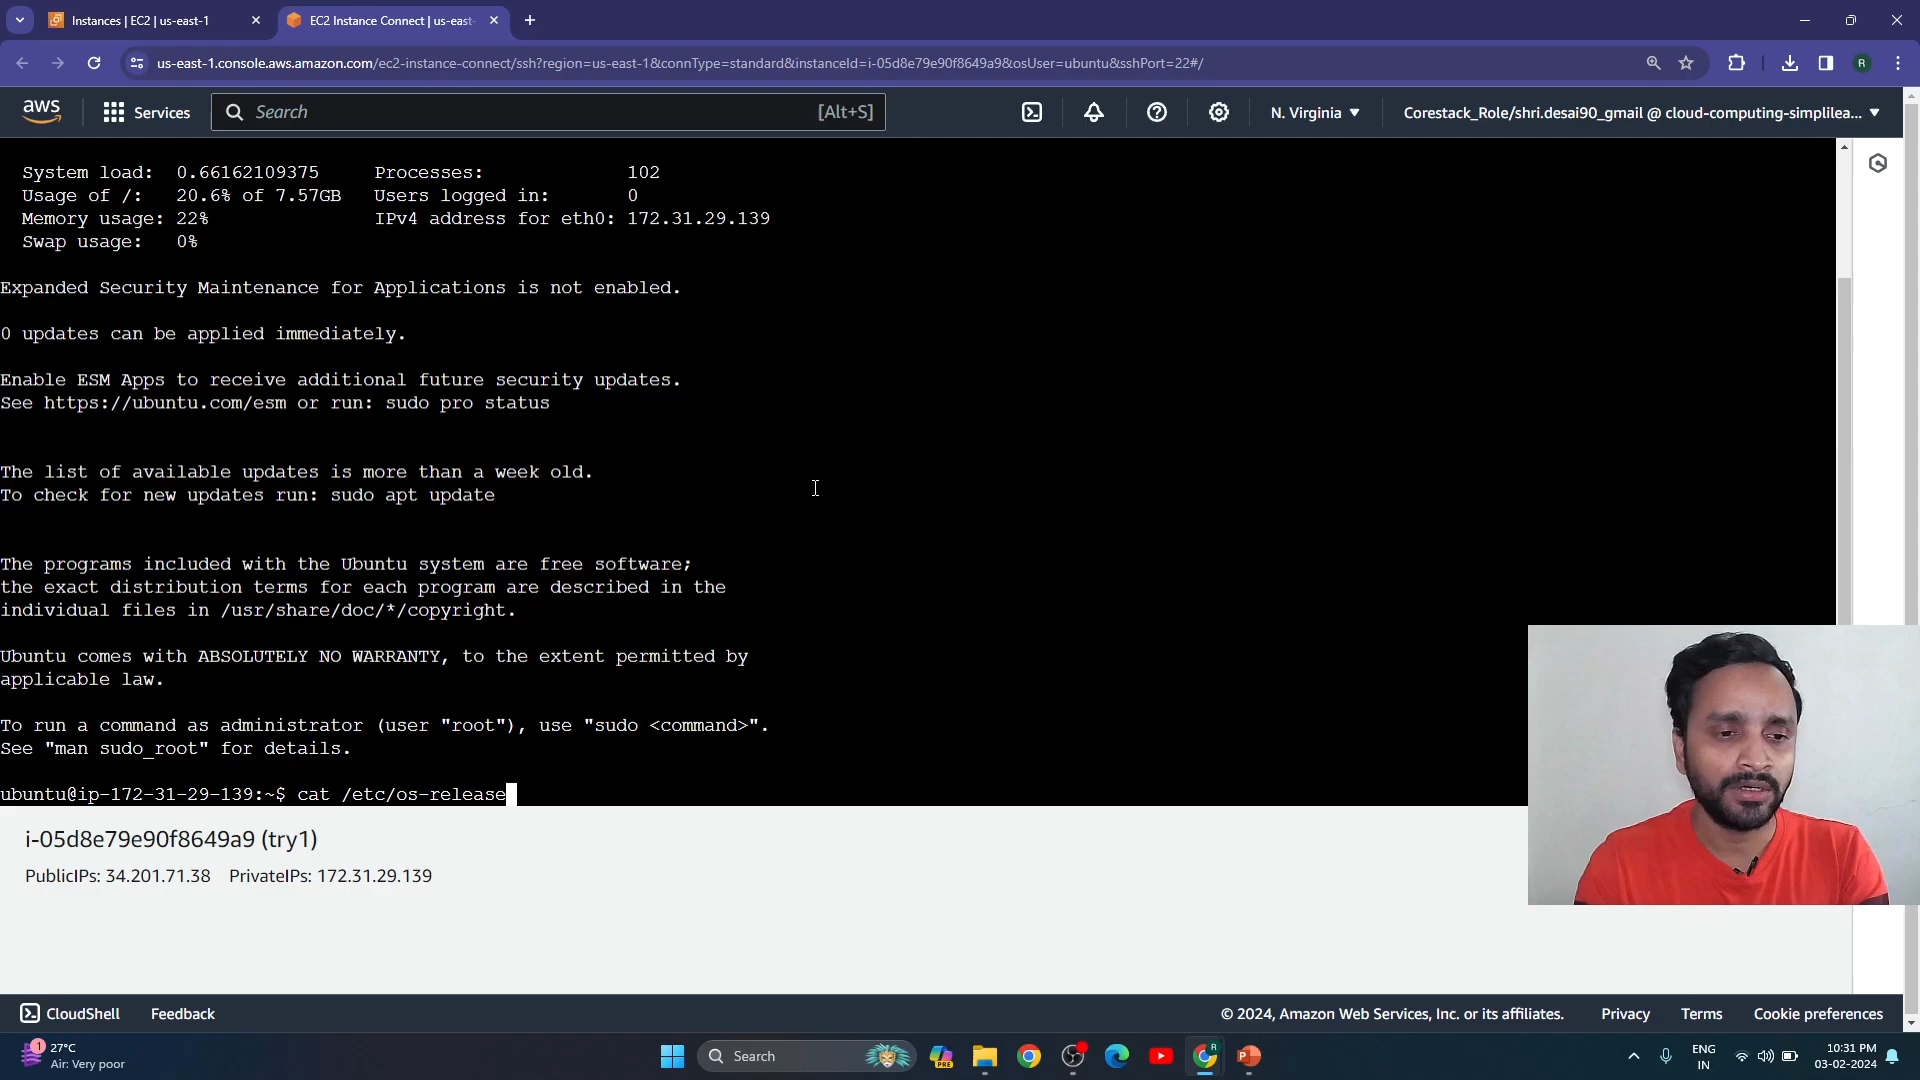 Instances | EC2 | us-east-1
EC2 Instance Connect | us-east-
us-east-1.console.aws.amazon.com/ec2-instance-connect/ssh?region=us-east-1&connType=standard&instanceId=i-05d8e79e90f8649a9&osUser=ubuntu&sshPort=22#/
R
aws
Services
Search
[Alt+S]
N. Virginia
Corestack_Role/shri.desai90_gmail @ cloud-computing-simplilea...
System load: 0.66162109375 Processes: 102
Usage of /: 20.6% of 7.57GB Users logged in: 0
Memory usage: 22% IPv4 address for eth0: 172.31.29.139
Swap usage: 0%
Expanded Security Maintenance for Applications is not enabled.
0 updates can be applied immediately.
Enable ESM Apps to receive additional future security updates.
See https://ubuntu.com/esm or run: sudo pro status
The list of available updates is more than a week old.
To check for new updates run: sudo apt update
The programs included with the Ubuntu system are free software;
the exact distribution terms for each program are described in the
individual files in /usr/share/doc/*/copyright.
Ubuntu comes with ABSOLUTELY NO WARRANTY, to the extent permitted by
applicable law.
To run a command as administrator (user "root"), use "sudo <command>".
See "man sudo_root" for details.
ubuntu@ip-172-31-29-139:~$ cat /etc/os-release
i-05d8e79e90f8649a9 (try1)
PublicIPs: 34.201.71.38 PrivateIPs: 172.31.29.139
CloudShell
Feedback
© 2024, Amazon Web Services, Inc. or its affiliates.
Privacy
Terms
Cookie preferences
1
27°C
Air: Very poor
Search
PRE
R
P
ENG
IN
10:31 PM
03-02-2024